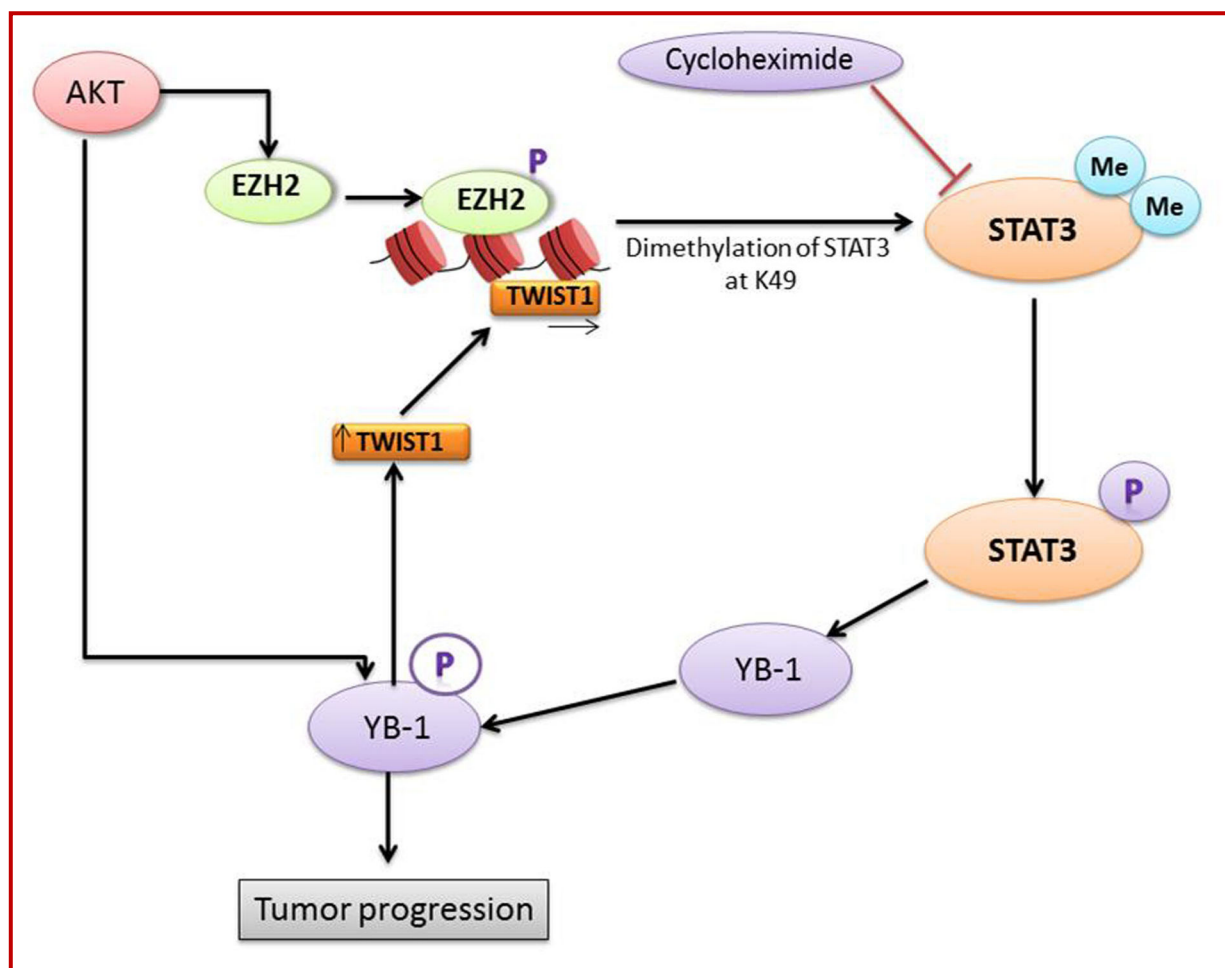 Cycloheximide
AKT
EZH2
P
EZH2
Me
Me
STAT3
Dimethylation of STAT3
at K49
TWIST1
↑TWIST1
P
STAT3
P
YB-1
YB-1
Tumor progression